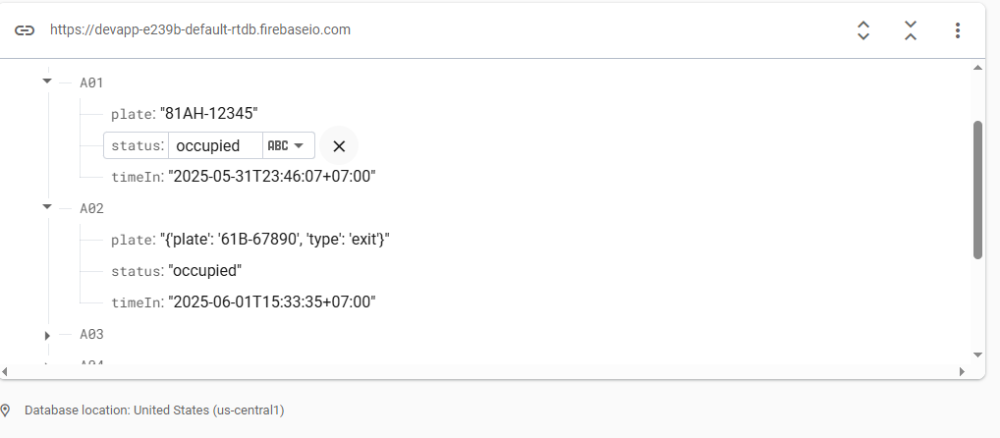 https://devapp-e239b-default-rtdb.firebaseio.com
A01
plate: "81AH-12345"
status: occupied ABC
timeIn: "2025-05-31T23:46:07+07:00"
A02
plate: "{'plate': '61B-67890', 'type': 'exit'}"
status: "occupied"
timeIn: "2025-06-01T15:33:35+07:00"
A03
A04
Database location: United States (us-central1)